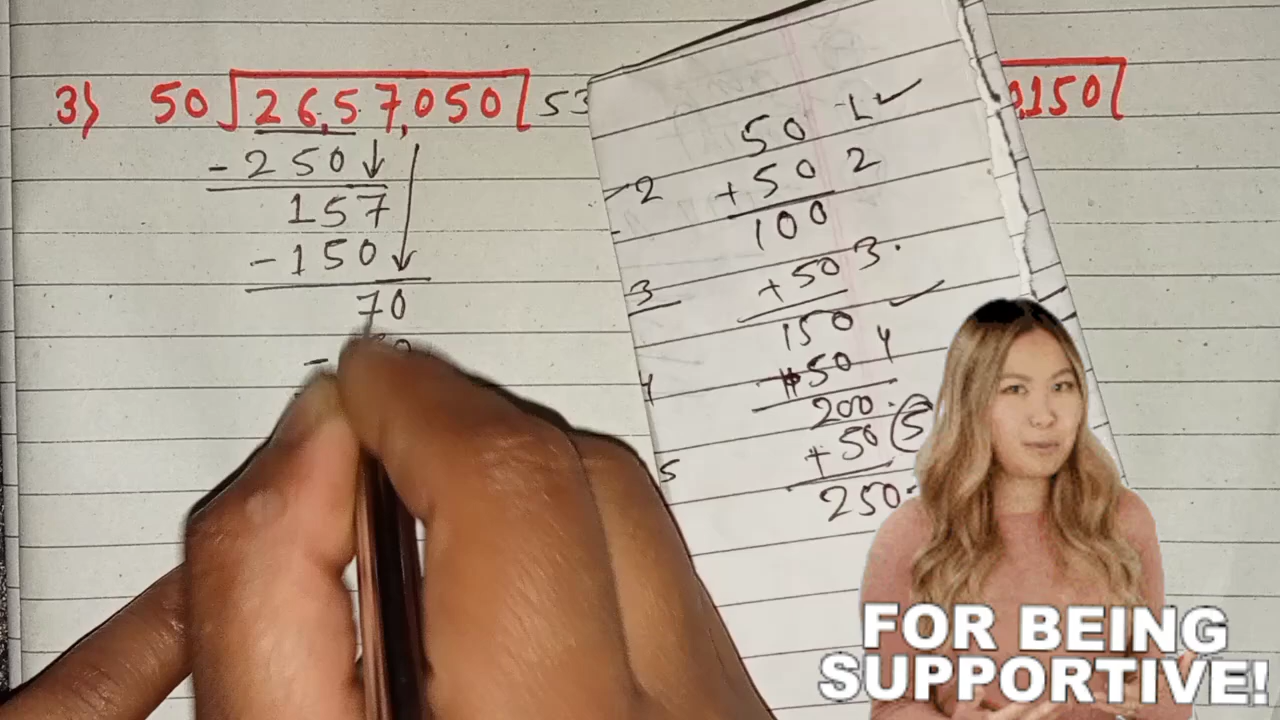 3) 50 26,57,050 53
- 250
157
- 150
70
-
50 1
2 + 50 2
100
3 + 50 3.
150
4 + 50 4
200.
5 + 50 5
250
,150
FOR BEING
SUPPORTIVE!